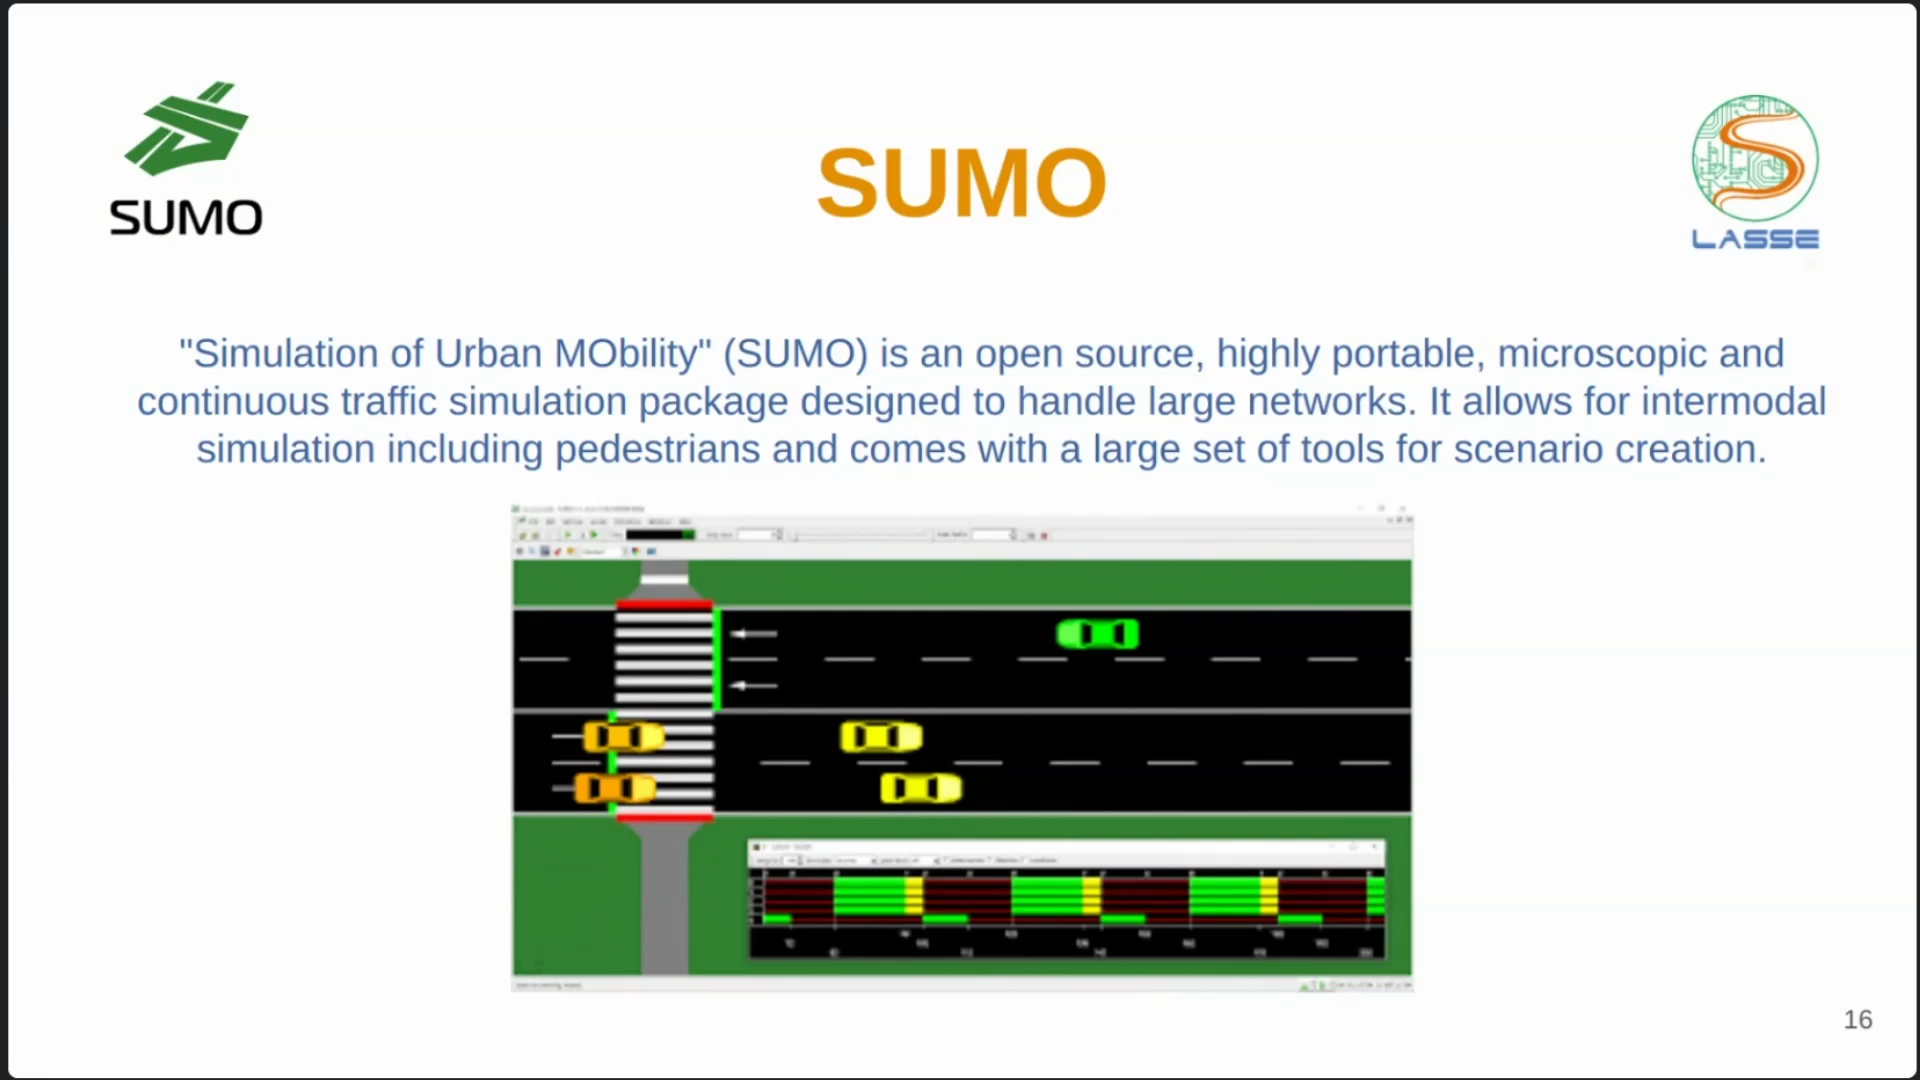 SUMO
SUMO
LASSE
"Simulation of Urban MObility" (SUMO) is an open source, highly portable, microscopic and
continuous traffic simulation package designed to handle large networks. It allows for intermodal
simulation including pedestrians and comes with a large set of tools for scenario creation.
16